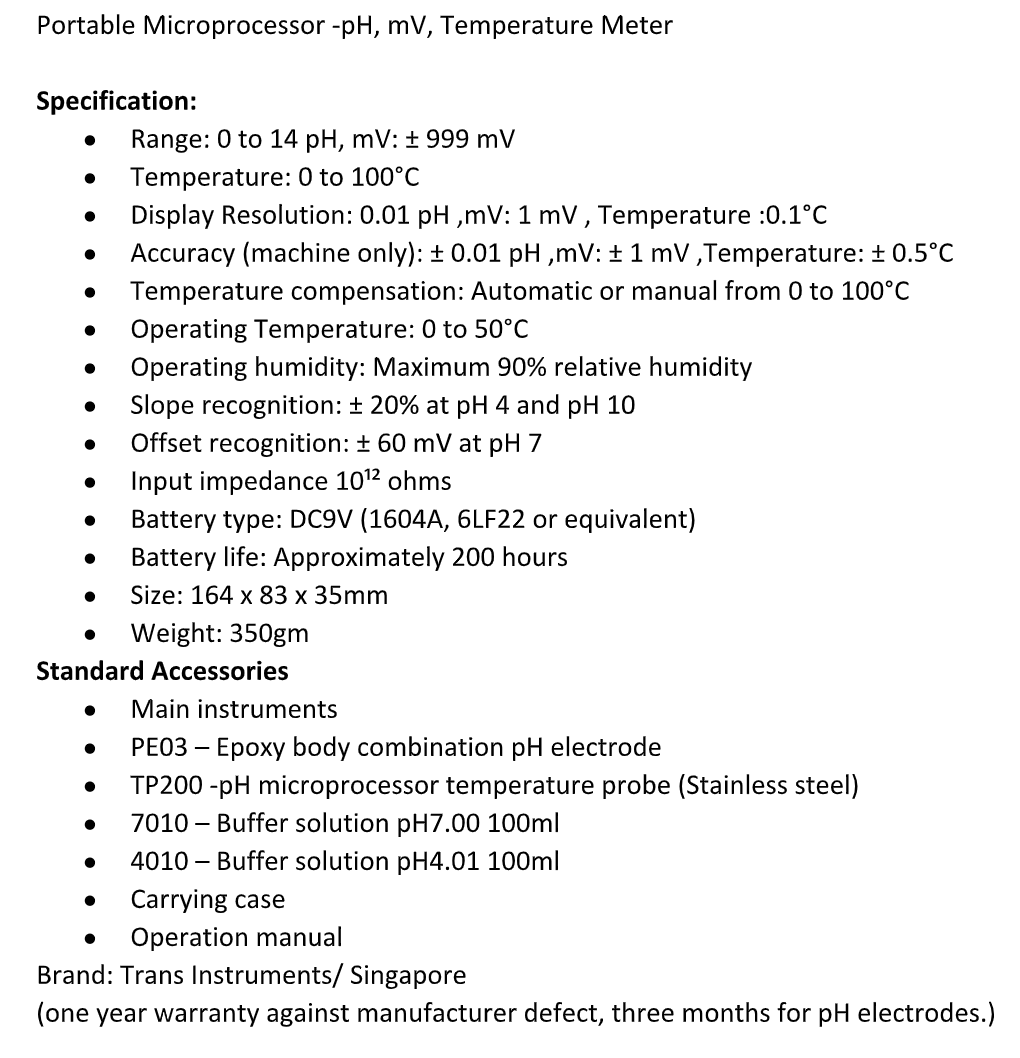 Portable Microprocessor -pH, mV, Temperature Meter
Specification:
• Range: 0 to 14 pH, mV: ± 999 mV
• Temperature: 0 to 100°C
• Display Resolution: 0.01 pH ,mV: 1 mV , Temperature :0.1°C
• Accuracy (machine only): ± 0.01 pH ,mV: ± 1 mV ,Temperature: ± 0.5°C
• Temperature compensation: Automatic or manual from 0 to 100°C
• Operating Temperature: 0 to 50°C
• Operating humidity: Maximum 90% relative humidity
• Slope recognition: ± 20% at pH 4 and pH 10
• Offset recognition: ± 60 mV at pH 7
• Input impedance 10¹² ohms
• Battery type: DC9V (1604A, 6LF22 or equivalent)
• Battery life: Approximately 200 hours
• Size: 164 x 83 x 35mm
• Weight: 350gm
Standard Accessories
• Main instruments
• PE03 – Epoxy body combination pH electrode
• TP200 -pH microprocessor temperature probe (Stainless steel)
• 7010 – Buffer solution pH7.00 100ml
• 4010 – Buffer solution pH4.01 100ml
• Carrying case
• Operation manual
Brand: Trans Instruments/ Singapore
(one year warranty against manufacturer defect, three months for pH electrodes.)